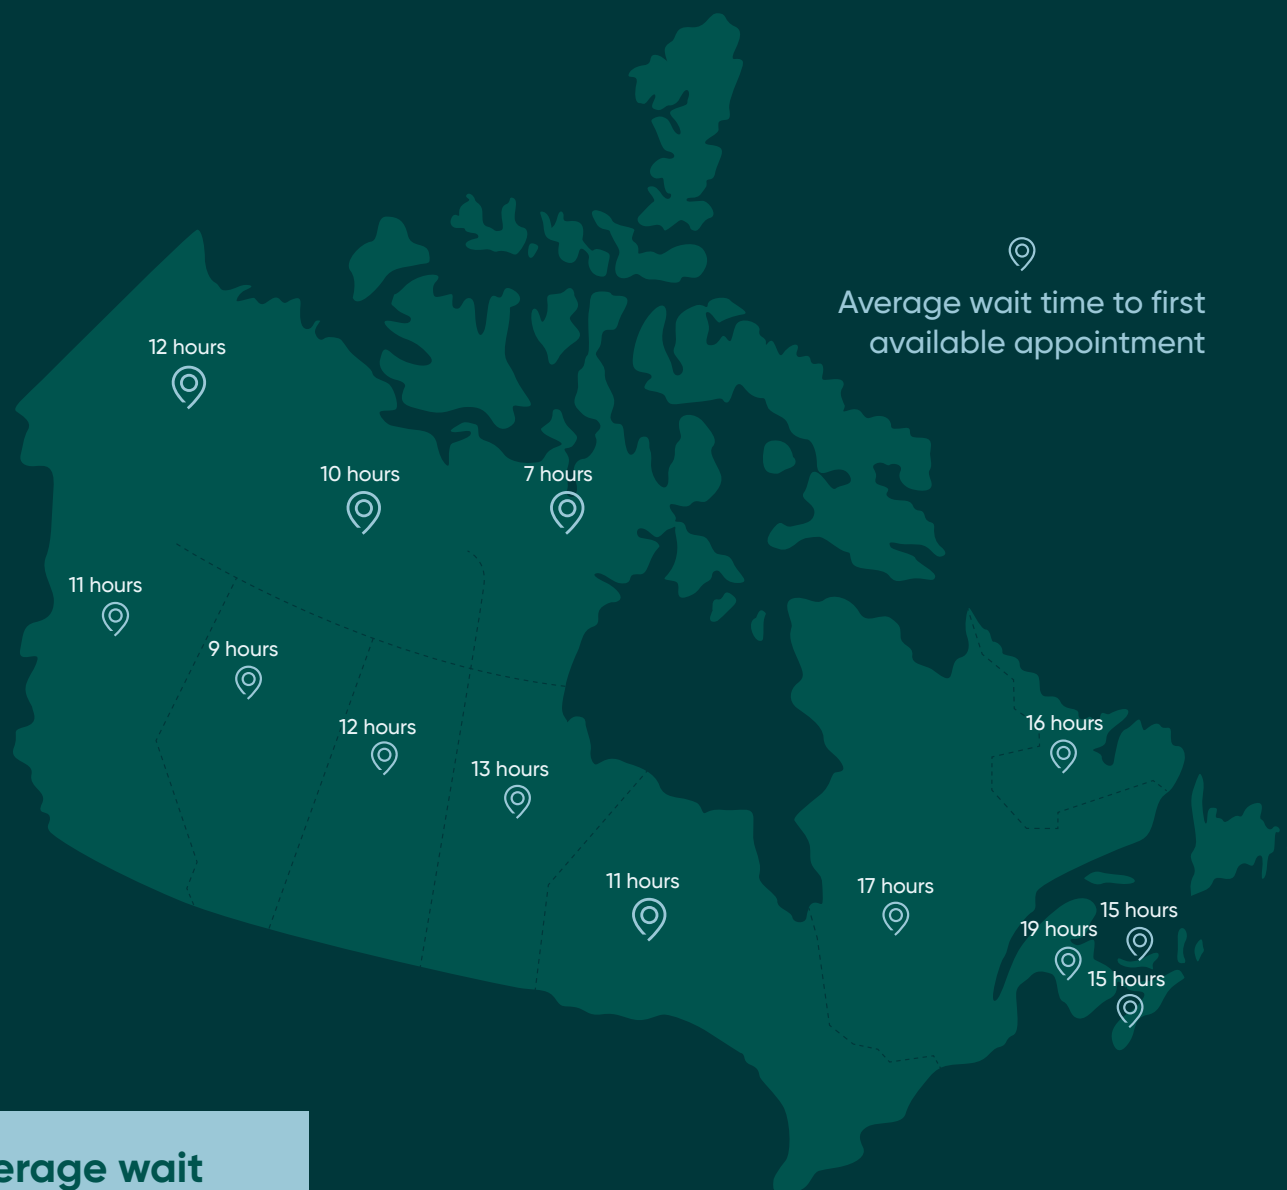 Average wait time to first
available appointment
12 hours
10 hours
7 hours
11 hours
9 hours
16 hours
12 hours
13 hours
11 hours
17 hours
15 hours
19 hours
15 hours
wait